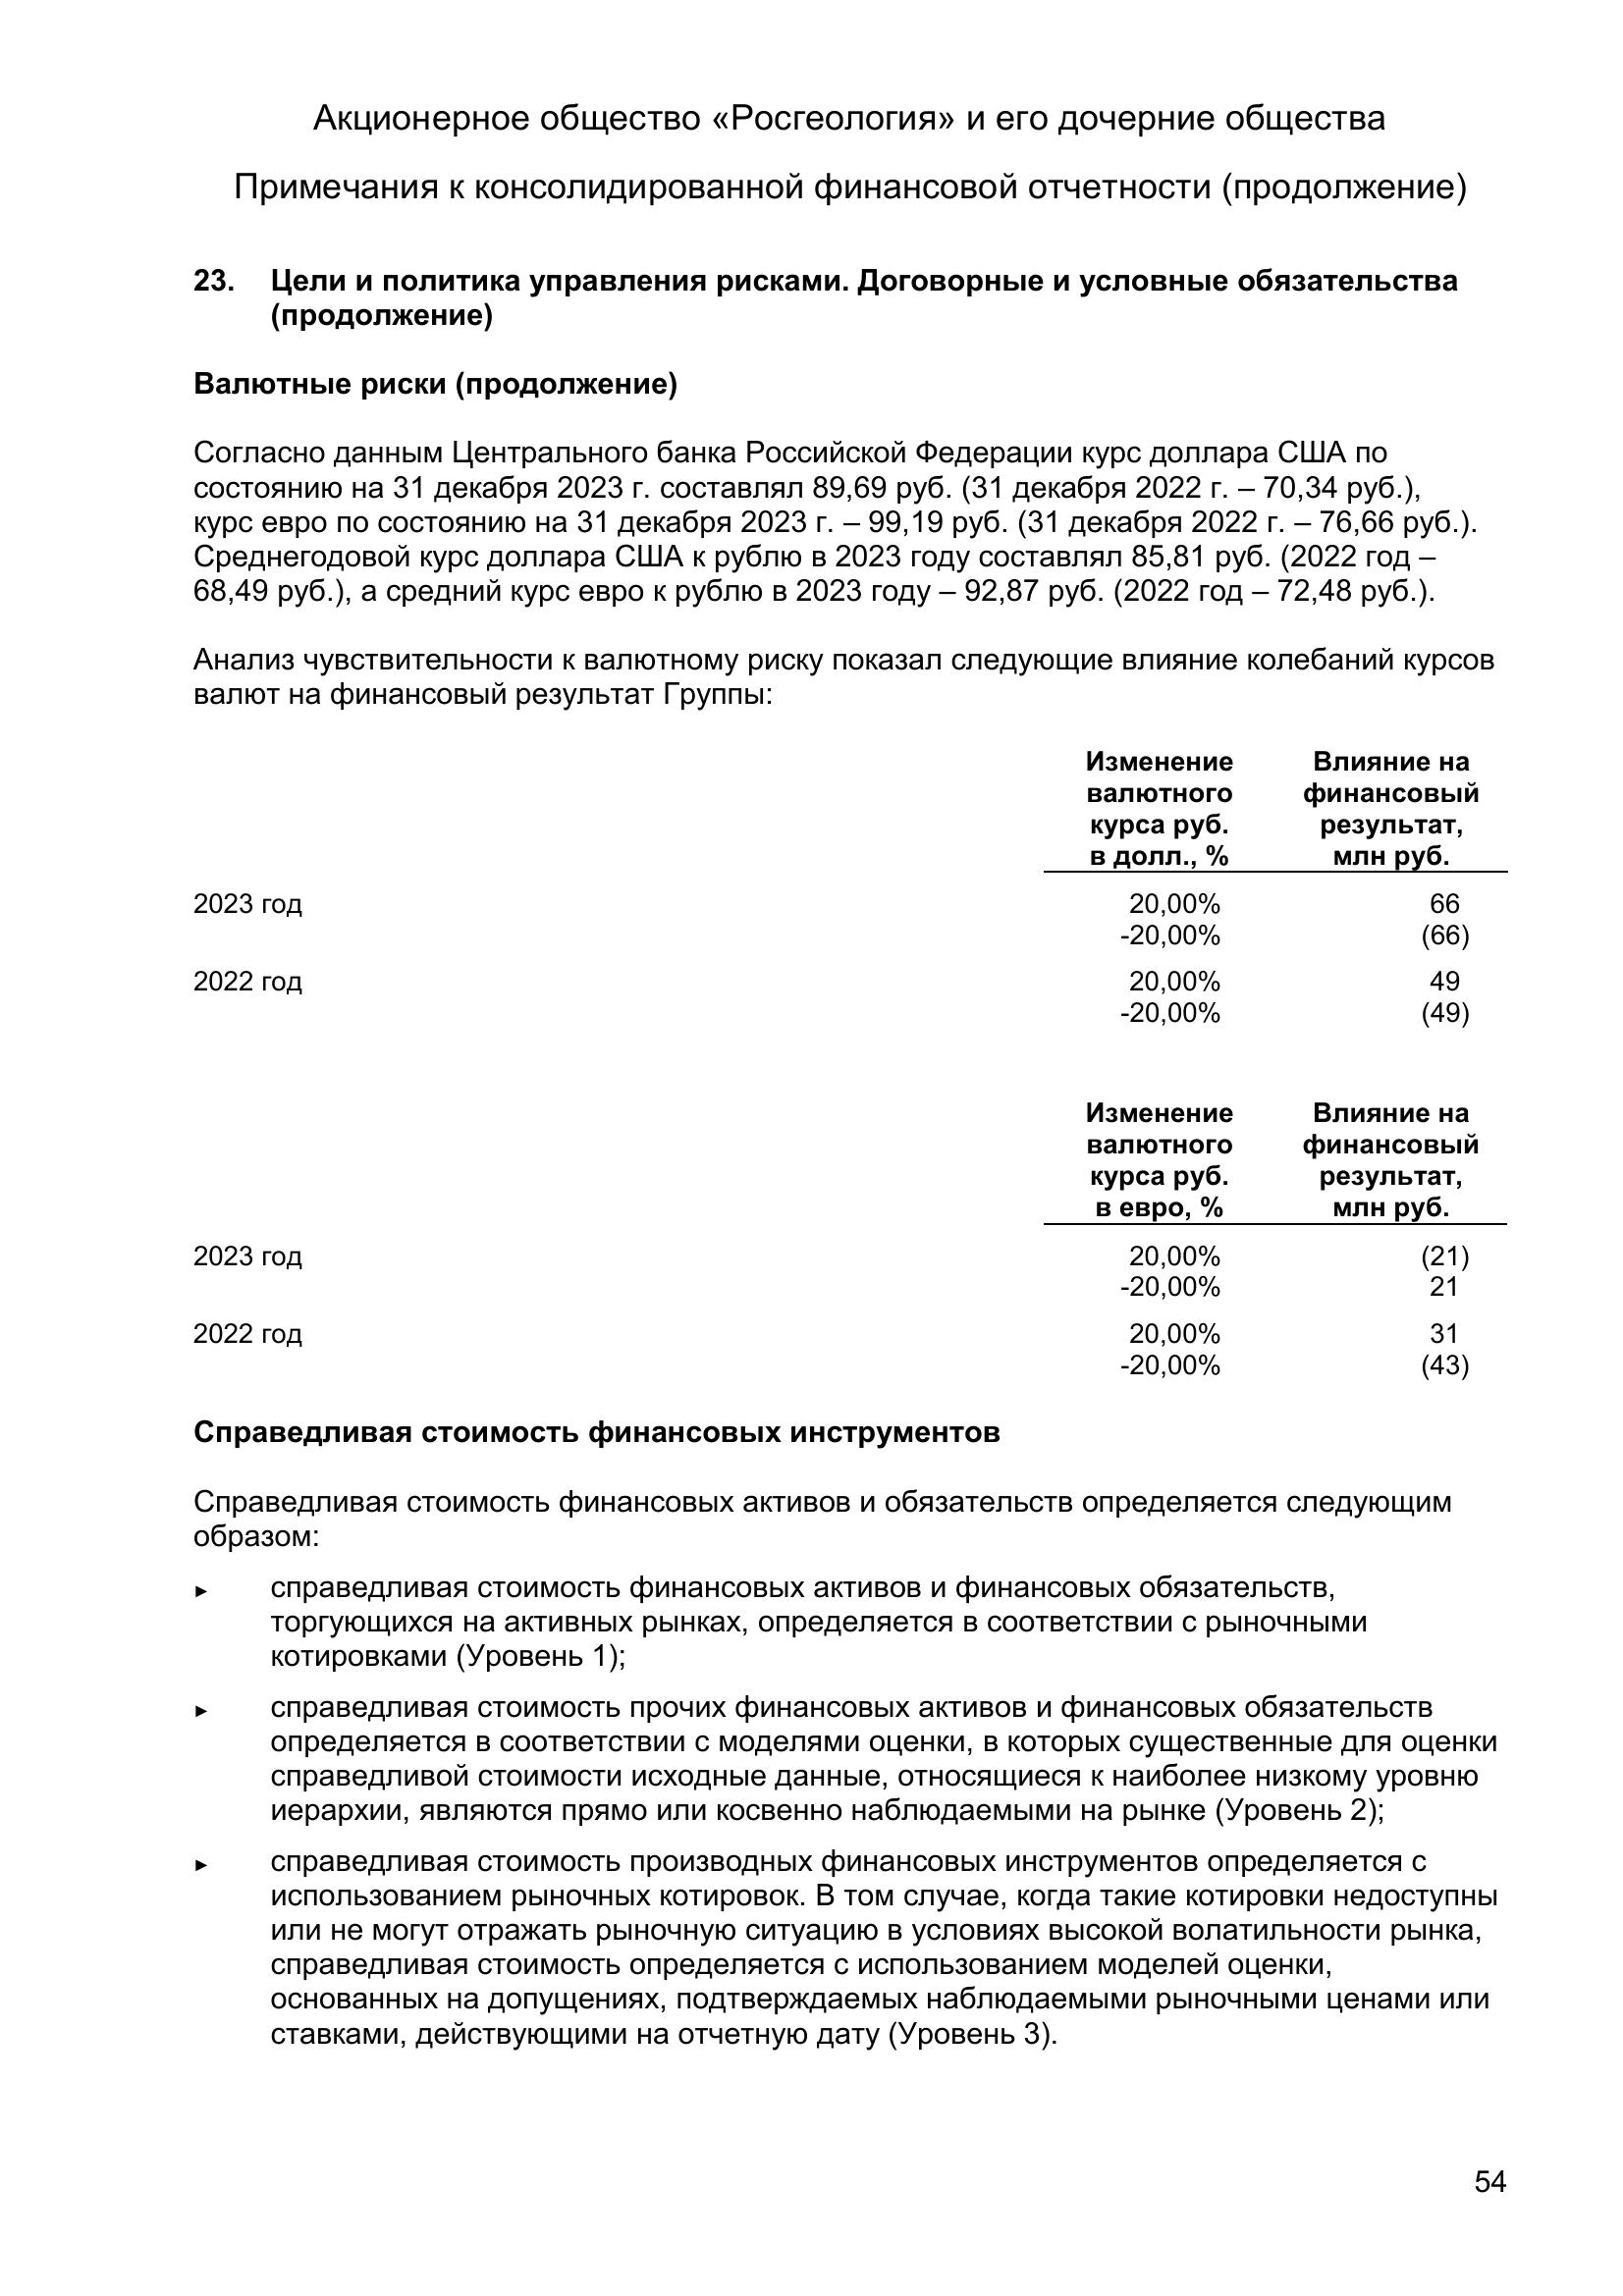 Акционерное общество «Росгеология» и его дочерние общества
Примечания к консолидированной финансовой отчетности (продолжение)
23. Цели и политика управления рисками. Договорные и условные обязательства
(продолжение)
Валютные риски (продолжение)
Согласно данным Центрального банка Российской Федерации курс доллара США по
состоянию на 31 декабря 2023 г. составлял 89,69 руб. (31 декабря 2022 г. – 70,34 руб.),
курс евро по состоянию на 31 декабря 2023 г. – 99,19 руб. (31 декабря 2022 г. – 76,66 руб.).
Среднегодовой курс доллара США к рублю в 2023 году составлял 85,81 руб. (2022 год –
68,49 руб.), а средний курс евро к рублю в 2023 году – 92,87 руб. (2022 год – 72,48 руб.).
Анализ чувствительности к валютному риску показал следующие влияние колебаний курсов
валют на финансовый результат Группы:
Изменение Влияние на
валютного финансовый
курса руб. результат,
в долл., % млн руб.
2023 год 20,00% 66
-20,00% (66)
2022 год 20,00% 49
-20,00% (49)
Изменение Влияние на
валютного финансовый
курса руб. результат,
в евро, % млн руб.
2023 год 20,00% (21)
-20,00% 21
2022 год 20,00% 31
-20,00% (43)
Справедливая стоимость финансовых инструментов
Справедливая стоимость финансовых активов и обязательств определяется следующим
образом:
► справедливая стоимость финансовых активов и финансовых обязательств,
торгующихся на активных рынках, определяется в соответствии с рыночными
котировками (Уровень 1);
► справедливая стоимость прочих финансовых активов и финансовых обязательств
определяется в соответствии с моделями оценки, в которых существенные для оценки
справедливой стоимости исходные данные, относящиеся к наиболее низкому уровню
иерархии, являются прямо или косвенно наблюдаемыми на рынке (Уровень 2);
► справедливая стоимость производных финансовых инструментов определяется с
использованием рыночных котировок. В том случае, когда такие котировки недоступны
или не могут отражать рыночную ситуацию в условиях высокой волатильности рынка,
справедливая стоимость определяется с использованием моделей оценки,
основанных на допущениях, подтверждаемых наблюдаемыми рыночными ценами или
ставками, действующими на отчетную дату (Уровень 3).
54